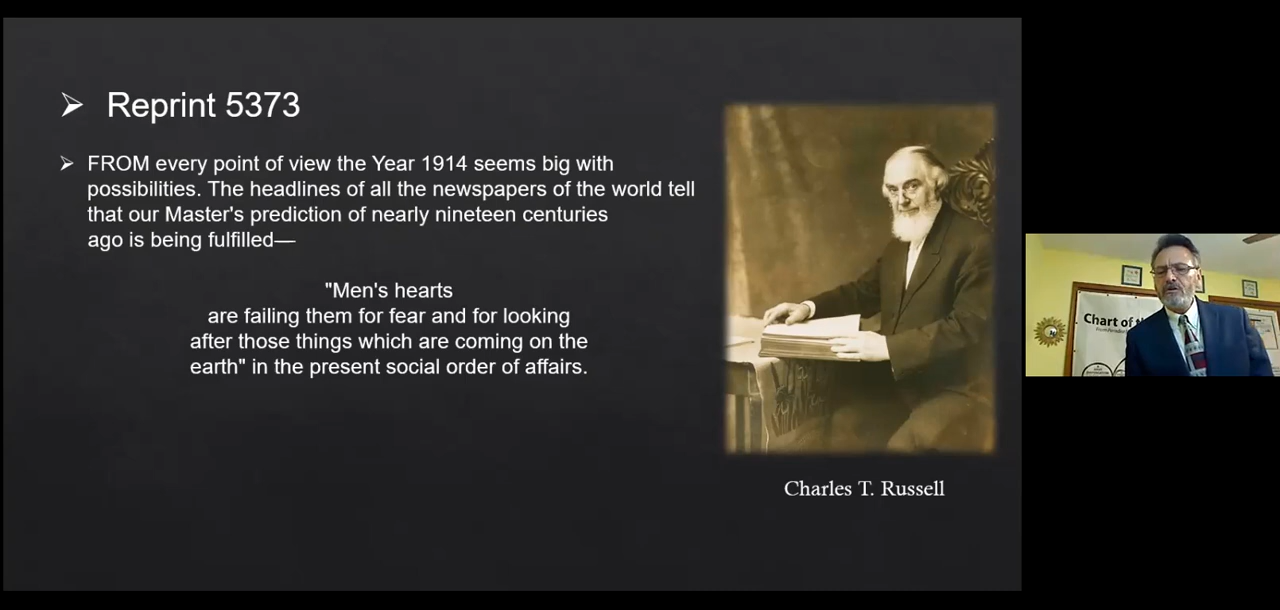 Reprint 5373
FROM every point of view the Year 1914 seems big with
possibilities. The headlines of all the newspapers of the world tell
that our Master's prediction of nearly nineteen centuries
ago is being fulfilled—
"Men's hearts
are failing them for fear and for looking
after those things which are coming on the
earth" in the present social order of affairs.
Charles T. Russell
Chart of